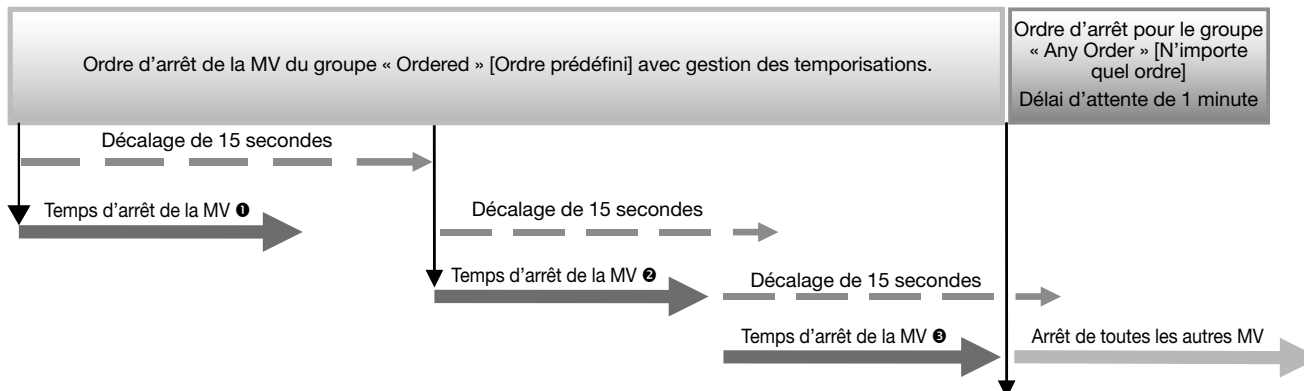 Ordre d'arrêt de la MV du groupe « Ordered » [Ordre prédéfini] avec gestion des temporisations.
Ordre d'arrêt pour le groupe
« Any Order » [N'importe
quel ordre]
Délai d'attente de 1 minute
Décalage de 15 secondes
Temps d'arrêt de la MV ❶
Décalage de 15 secondes
Temps d'arrêt de la MV ❷
Décalage de 15 secondes
Temps d'arrêt de la MV ❸
Arrêt de toutes les autres MV